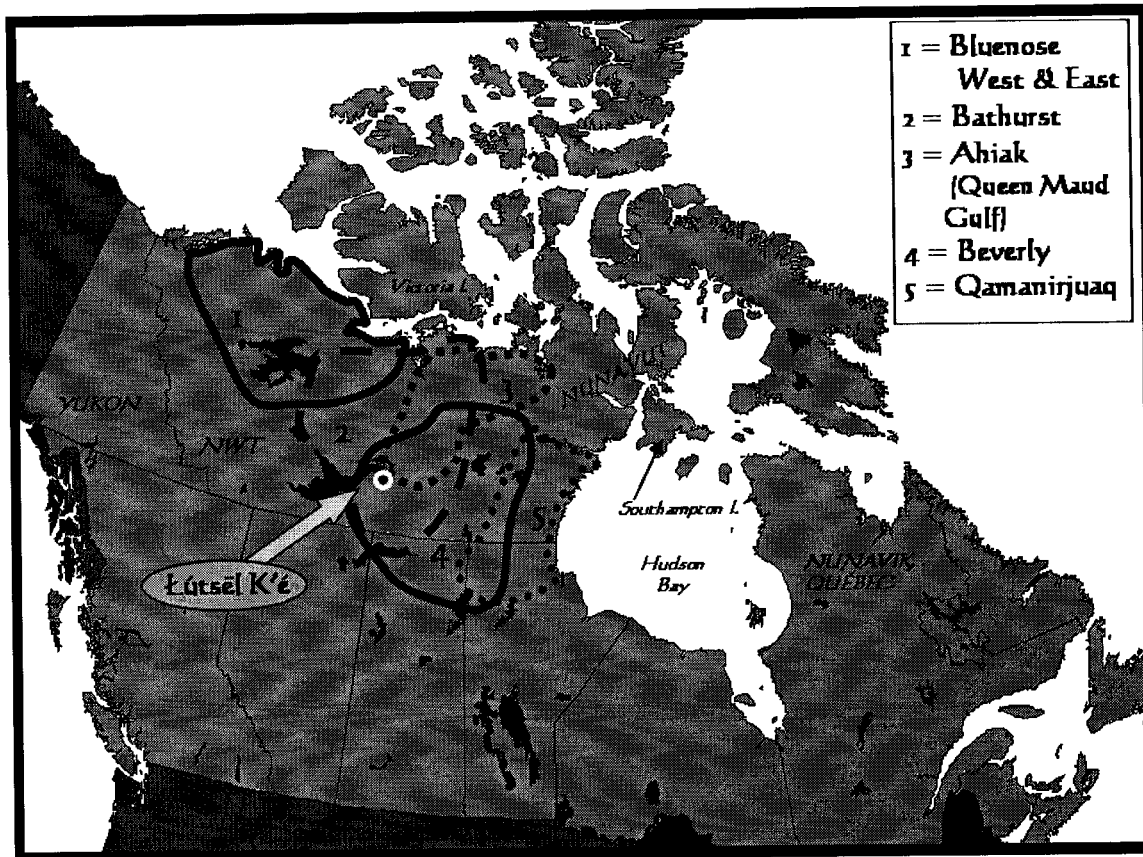 1 = Bluenose
West & East
2 = Bathurst
3 = Ahiak
(Queen Maud
Gulf)
4 = Beverly
5 = Qamanirjuaq
Victoria I.
1
3
NUNAVUT
YUKON
NWT
2
Southampton I.
5
4
Hudson
Bay
NUNAVIK,
QUEBEC
Łútsël K'é